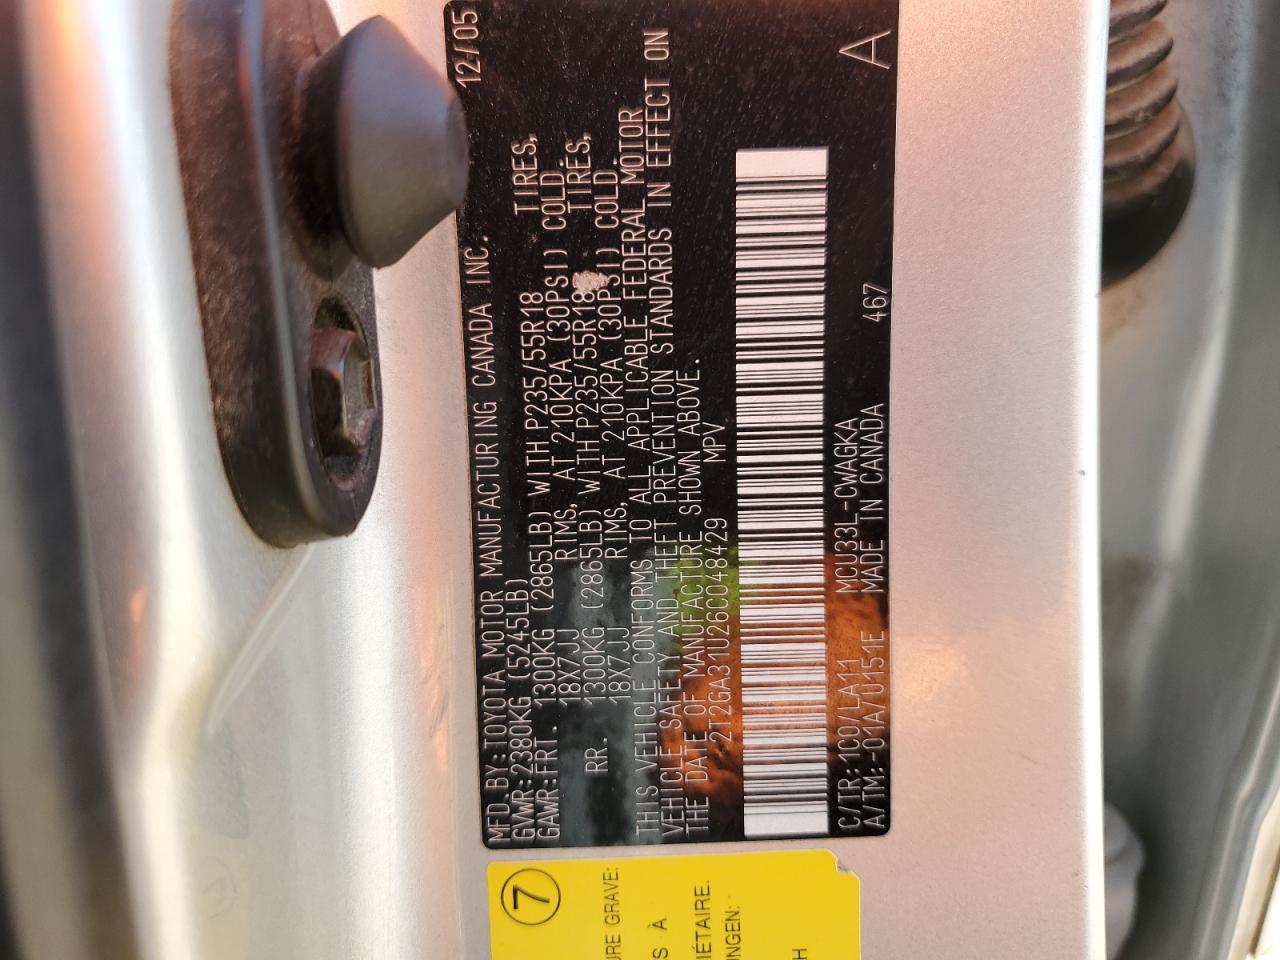 MFD. BY: TOYOTA MOTOR MANUFACTURING CANADA INC. 12/05
GVWR: 2380KG (5245LB)
GAWR: FRT. 1300KG (2865LB) WITH P235/55R18 TIRES,
18X7JJ RIMS, AT 210KPA (30PSI) COLD.
RR. 1300KG (2865LB) WITH P235/55R18 TIRES,
18X7JJ RIMS, AT 210KPA (30PSI) COLD.
THIS VEHICLE CONFORMS TO ALL APPLICABLE FEDERAL MOTOR
VEHICLE SAFETY AND THEFT PREVENTION STANDARDS IN EFFECT ON
THE DATE OF MANUFACTURE SHOWN ABOVE.
2T2GA31U26C048429 MPV
C/TR: 1C0/LA11 MCU33L-CWAGKA A
A/TM: -01A/U151E MADE IN CANADA 467
7
URE GRAVE:
S À
IÉTAIRE.
UNGEN:
H